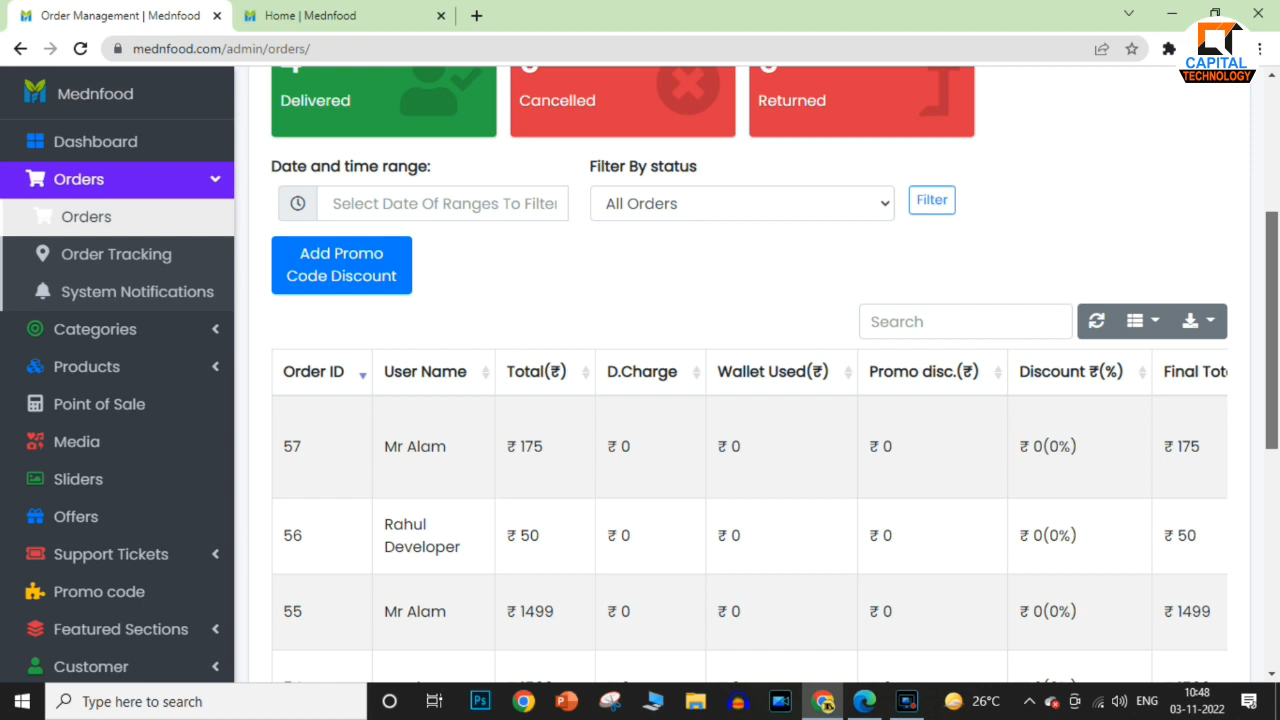 Order Management | Mednfood
Home | Mednfood
mednfood.com/admin/orders/
CAPITAL
TECHNOLOGY
Mednfood
Dashboard
Orders
Orders
Order Tracking
System Notifications
Categories
Products
Point of Sale
Media
Sliders
Offers
Support Tickets
Promo code
Featured Sections
Customer
Delivered
Cancelled
Returned
Date and time range:
Filter By status
Select Date Of Ranges To Filter
All Orders
Filter
Add Promo
Code Discount
Search
Order ID User Name Total(₹) D.Charge Wallet Used(₹) Promo disc.(₹) Discount ₹(%) Final Tot
57 Mr Alam ₹ 175 ₹ 0 ₹ 0 ₹ 0 ₹ 0(0%) ₹ 175
56 Rahul Developer ₹ 50 ₹ 0 ₹ 0 ₹ 0 ₹ 0(0%) ₹ 50
55 Mr Alam ₹ 1499 ₹ 0 ₹ 0 ₹ 0 ₹ 0(0%) ₹ 1499
Type here to search
Ps
26°C
ENG
10:48
03-11-2022